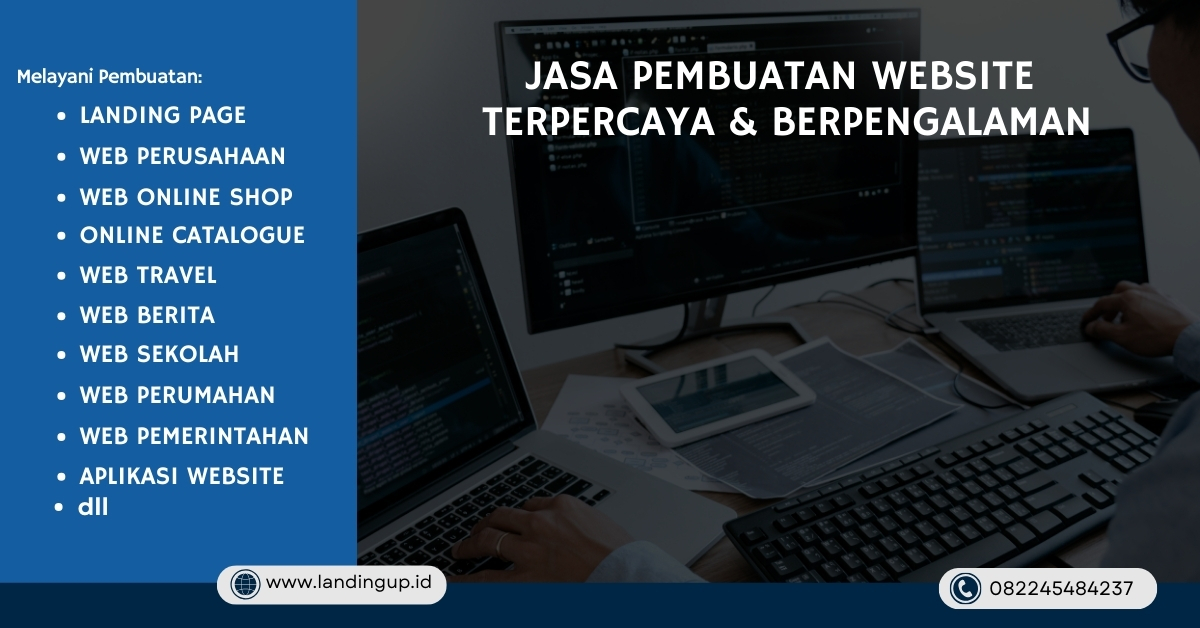 Melayani Pembuatan:
• LANDING PAGE
• WEB PERUSAHAAN
• WEB ONLINE SHOP
• ONLINE CATALOGUE
• WEB TRAVEL
• WEB BERITA
• WEB SEKOLAH
• WEB PERUMAHAN
• WEB PEMERINTAHAN
• APLIKASI WEBSITE
• dll
JASA PEMBUATAN WEBSITE
TERPERCAYA & BERPENGALAMAN
www.landingup.id
082245484237